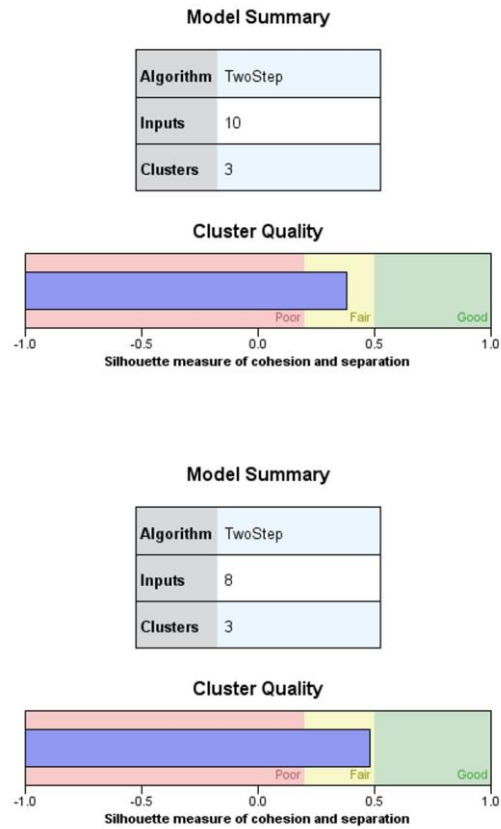 Model Summary
Algorithm TwoStep
Inputs 10
Clusters 3
Cluster Quality
Poor Fair Good
-1.0 -0.5 0.0 0.5 1.0
Silhouette measure of cohesion and separation
Model Summary
Algorithm TwoStep
Inputs 8
Clusters 3
Cluster Quality
Poor Fair Good
-1.0 -0.5 0.0 0.5 1.0
Silhouette measure of cohesion and separation